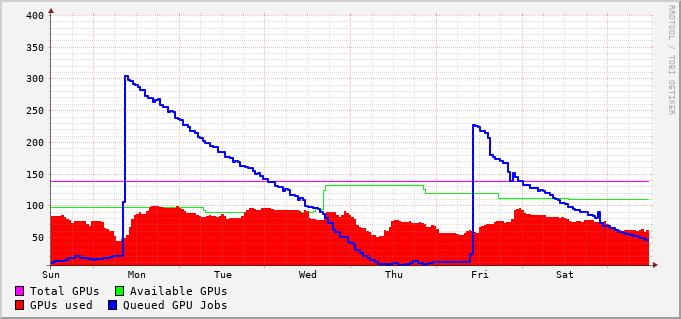 400
350
300
250
200
150
100
50
Sun Mon Tue Wed Thu Fri Sat
Total GPUs Available GPUs
GPUs used Queued GPU Jobs
RRDTOOL / TOBI OETIKER